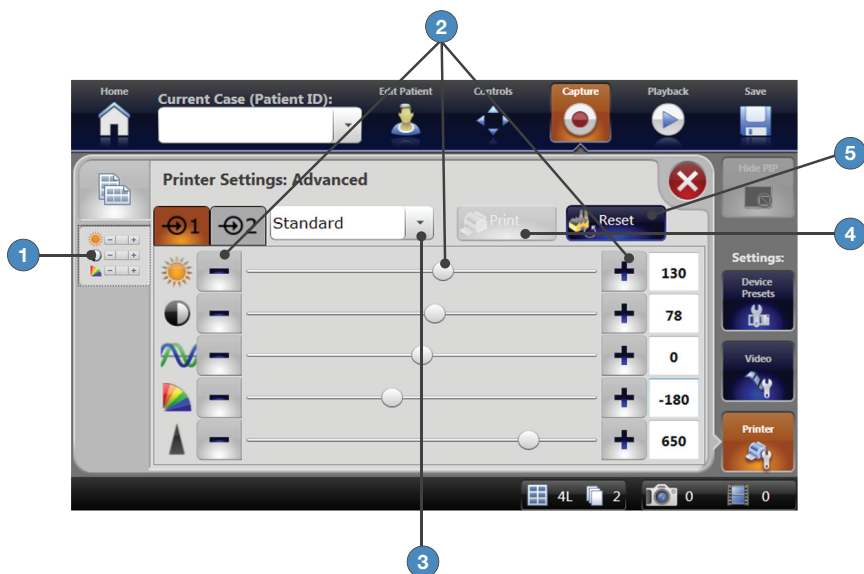 2
Home
Current Case (Patient ID):
Edit Patient
Controls
Capture
Playback
Save
5
Printer Settings: Advanced
Hide PIP
1 2 Standard
Print
Reset
4
1
Settings:
130
Device
Presets
78
0
Video
-180
650
Printer
4L 2 0 0
3